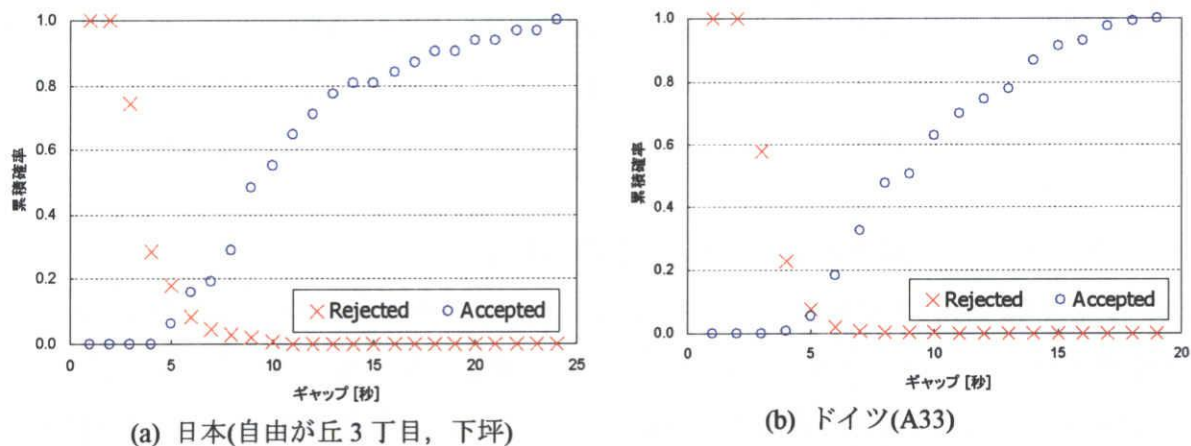 1.0
0.8
0.6
0.4
0.2
0.0
累積確率
× Rejected ○ Accepted
0 5 10 15 20 25
ギャップ [秒]
(a) 日本(自由が丘 3 丁目, 下坪)
1.0
0.8
0.6
0.4
0.2
0.0
累積確率
× Rejected ○ Accepted
0 5 10 15 20
ギャップ [秒]
(b) ドイツ(A33)